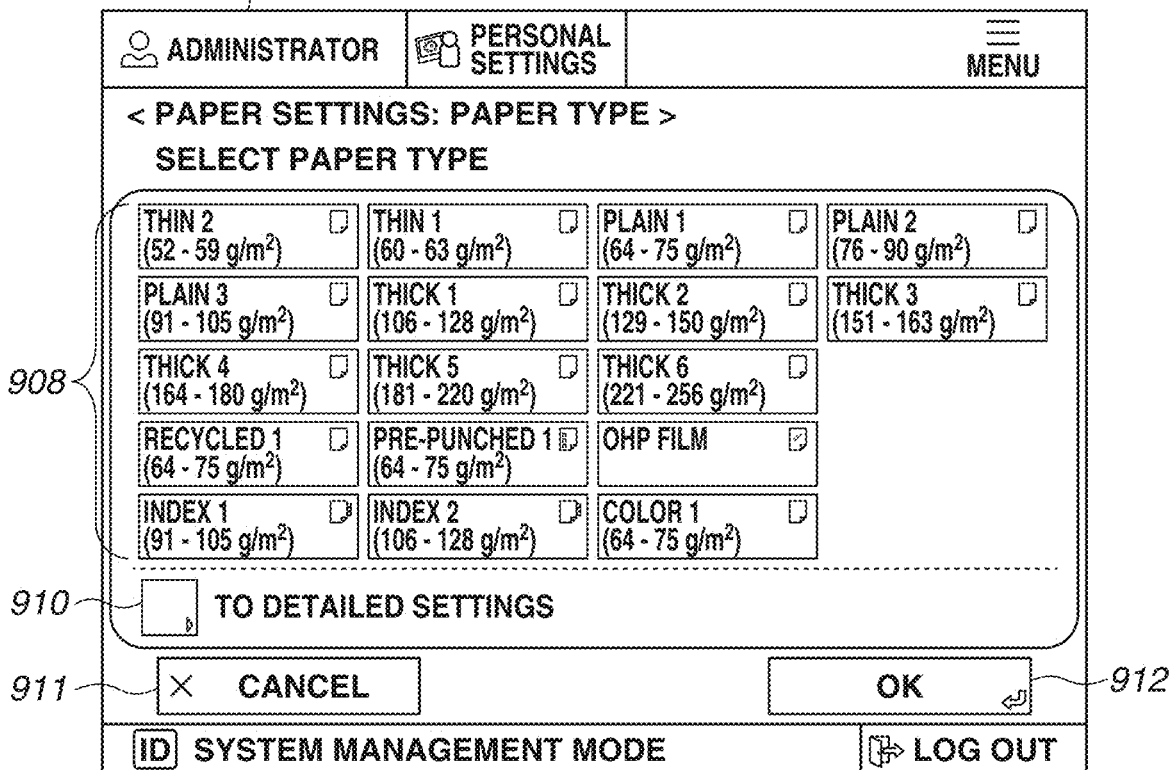 ADMINISTRATOR
PERSONAL
SETTINGS
MENU
< PAPER SETTINGS: PAPER TYPE >
SELECT PAPER TYPE
THIN 2
(52 - 59 g/m²)
THIN 1
(60 - 63 g/m²)
PLAIN 1
(64 - 75 g/m²)
PLAIN 2
(76 - 90 g/m²)
PLAIN 3
(91 - 105 g/m²)
THICK 1
(106 - 128 g/m²)
THICK 2
(129 - 150 g/m²)
THICK 3
(151 - 163 g/m²)
908
THICK 4
(164 - 180 g/m²)
THICK 5
(181 - 220 g/m²)
THICK 6
(221 - 256 g/m²)
RECYCLED 1
(64 - 75 g/m²)
PRE-PUNCHED 1
(64 - 75 g/m²)
OHP FILM
INDEX 1
(91 - 105 g/m²)
INDEX 2
(106 - 128 g/m²)
COLOR 1
(64 - 75 g/m²)
910
TO DETAILED SETTINGS
911
× CANCEL
OK
912
ID SYSTEM MANAGEMENT MODE
LOG OUT